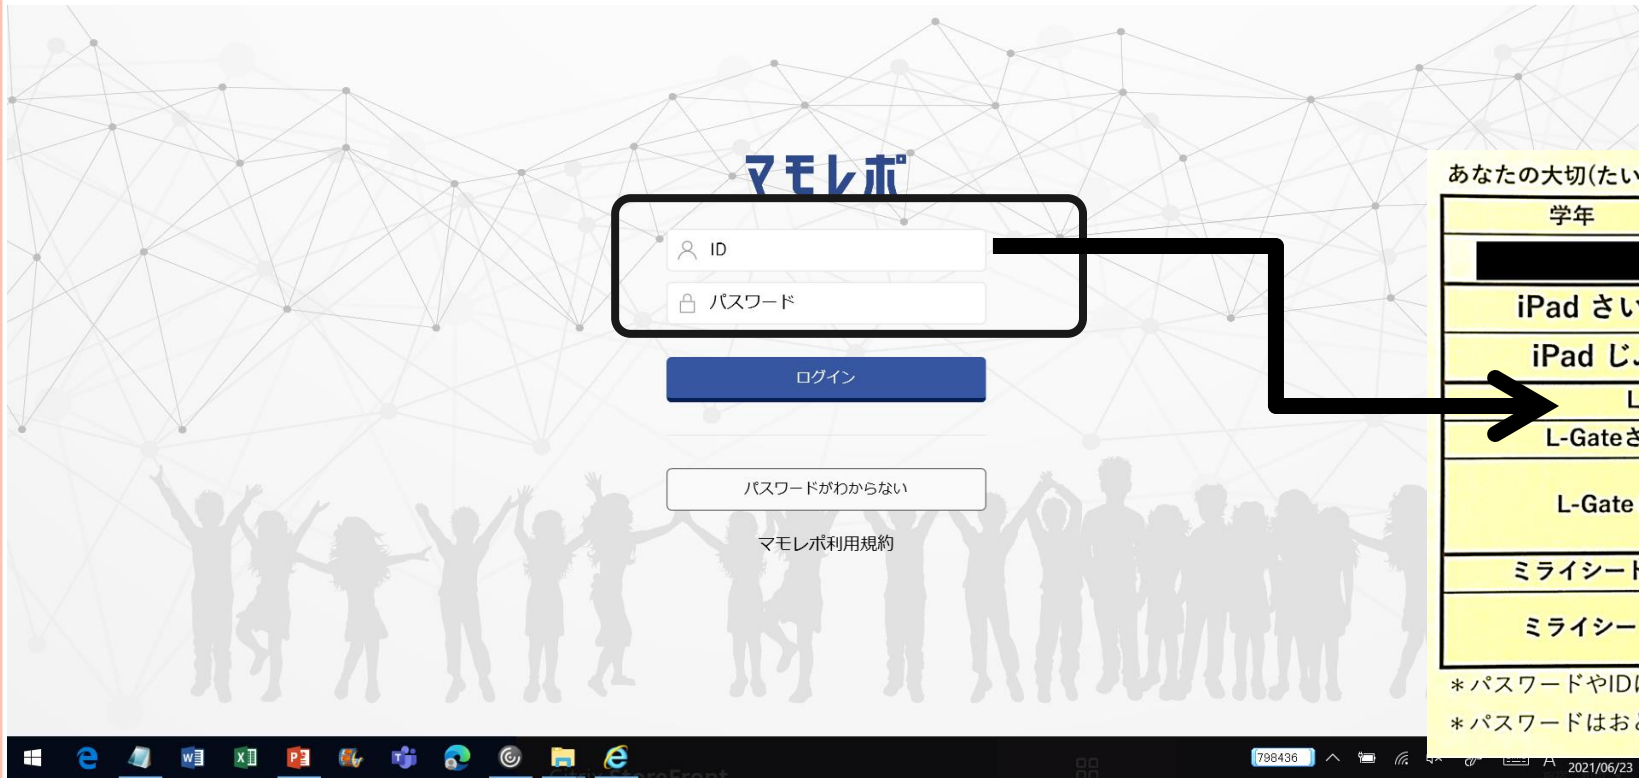 マモレポ
ID
パスワード
ログイン
パスワードがわからない
マモレポ利用規約
あなたの大切(たい
学年
iPad さい
iPad じ
L
L-Gateさ
L-Gate
ミライシート
ミライシー
*パスワードやID
*パスワードはおと
Citrix StoreFront
798436
A
2021/06/23